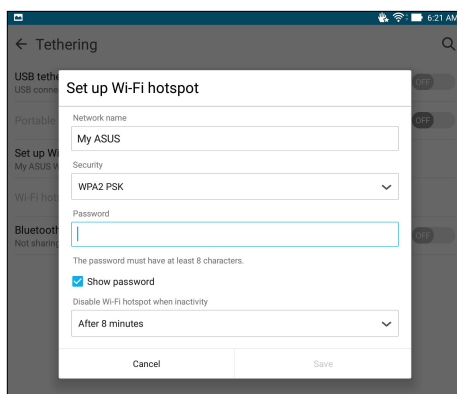 6:21 AM
Tethering
USB tethe
USB conne
OFF
Portable
OFF
Set up Wi
My ASUS W
Wi-Fi hot
Bluetooth
Not sharing
OFF
Set up Wi-Fi hotspot
Network name
My ASUS
Security
WPA2 PSK
Password
The password must have at least 8 characters.
Show password
Disable Wi-Fi hotspot when inactivity
After 8 minutes
Cancel
Save